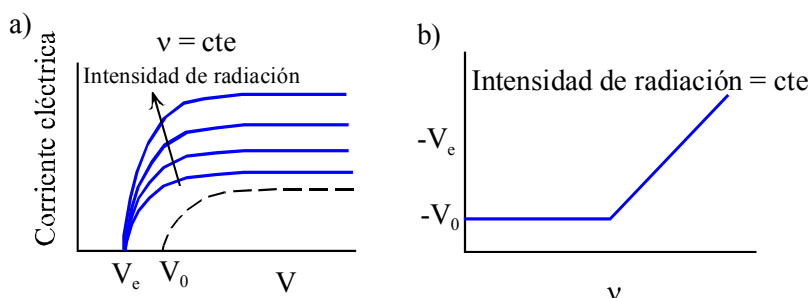 a)
ν = cte
Intensidad de radiación
Corriente eléctrica
V_e
V_0
V
b)
Intensidad de radiación = cte
-V_e
-V_0
ν